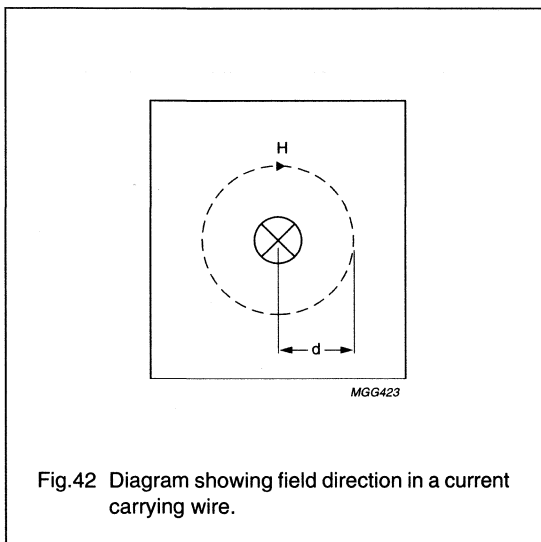 H
d
MGG423
Fig.42 Diagram showing field direction in a current
carrying wire.